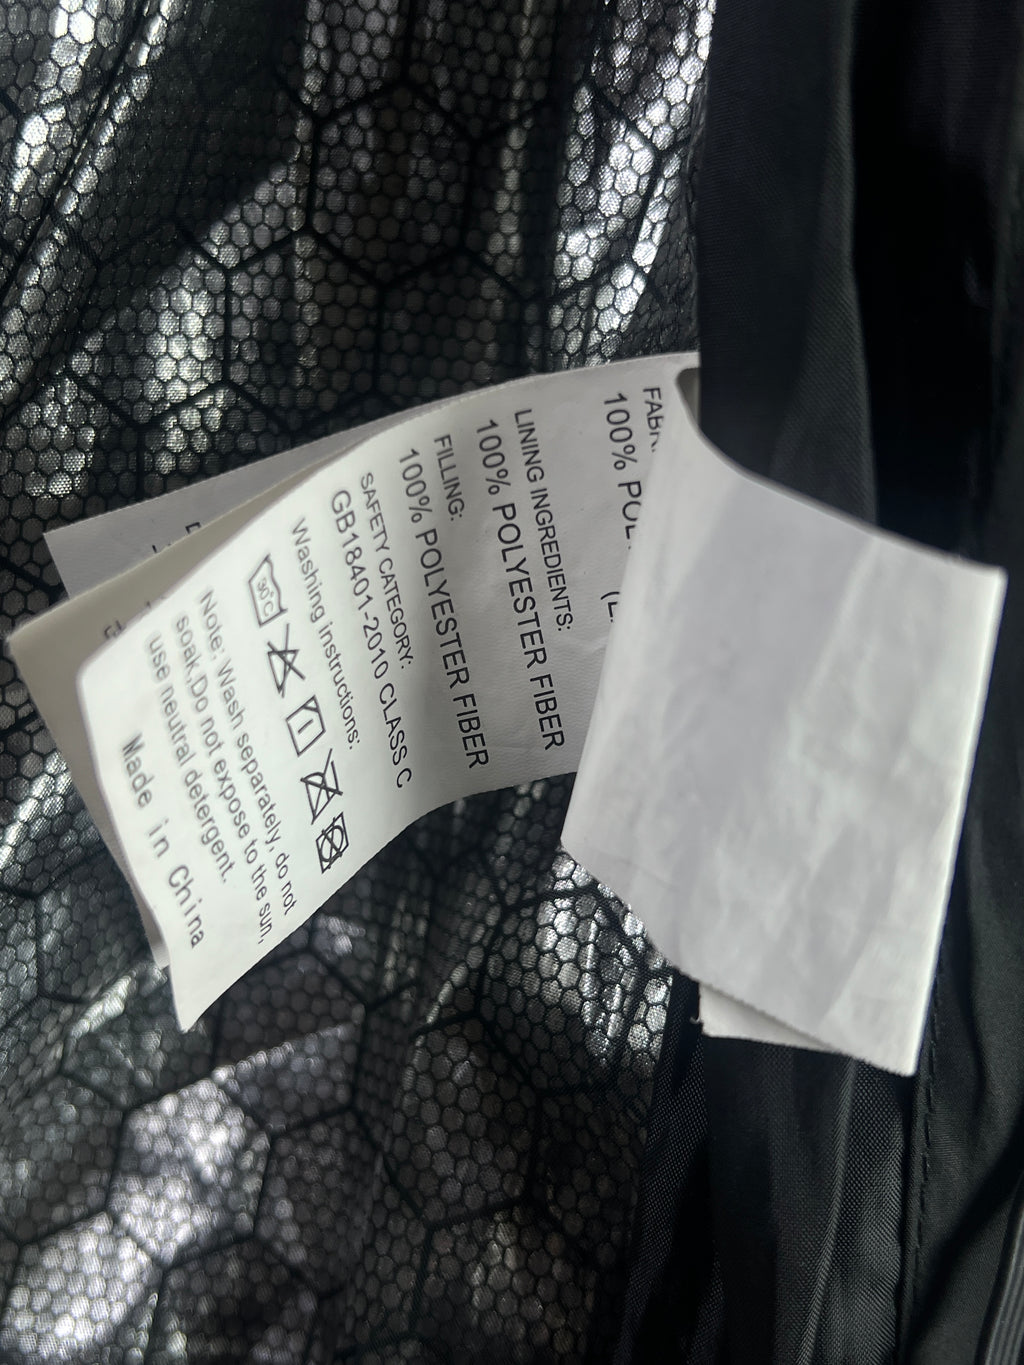 100%
LINING INGREDIENTS:
100% POLYESTER FIBER
FILLING:
100% POLYESTER FIBER
SAFETY CATEGORY:
GB18401-2010 CLASS C
Washing instructions:
30°C
Note: Wash separately, do not
soak,Do not expose to the sun,
use neutral detergent.
Made in China